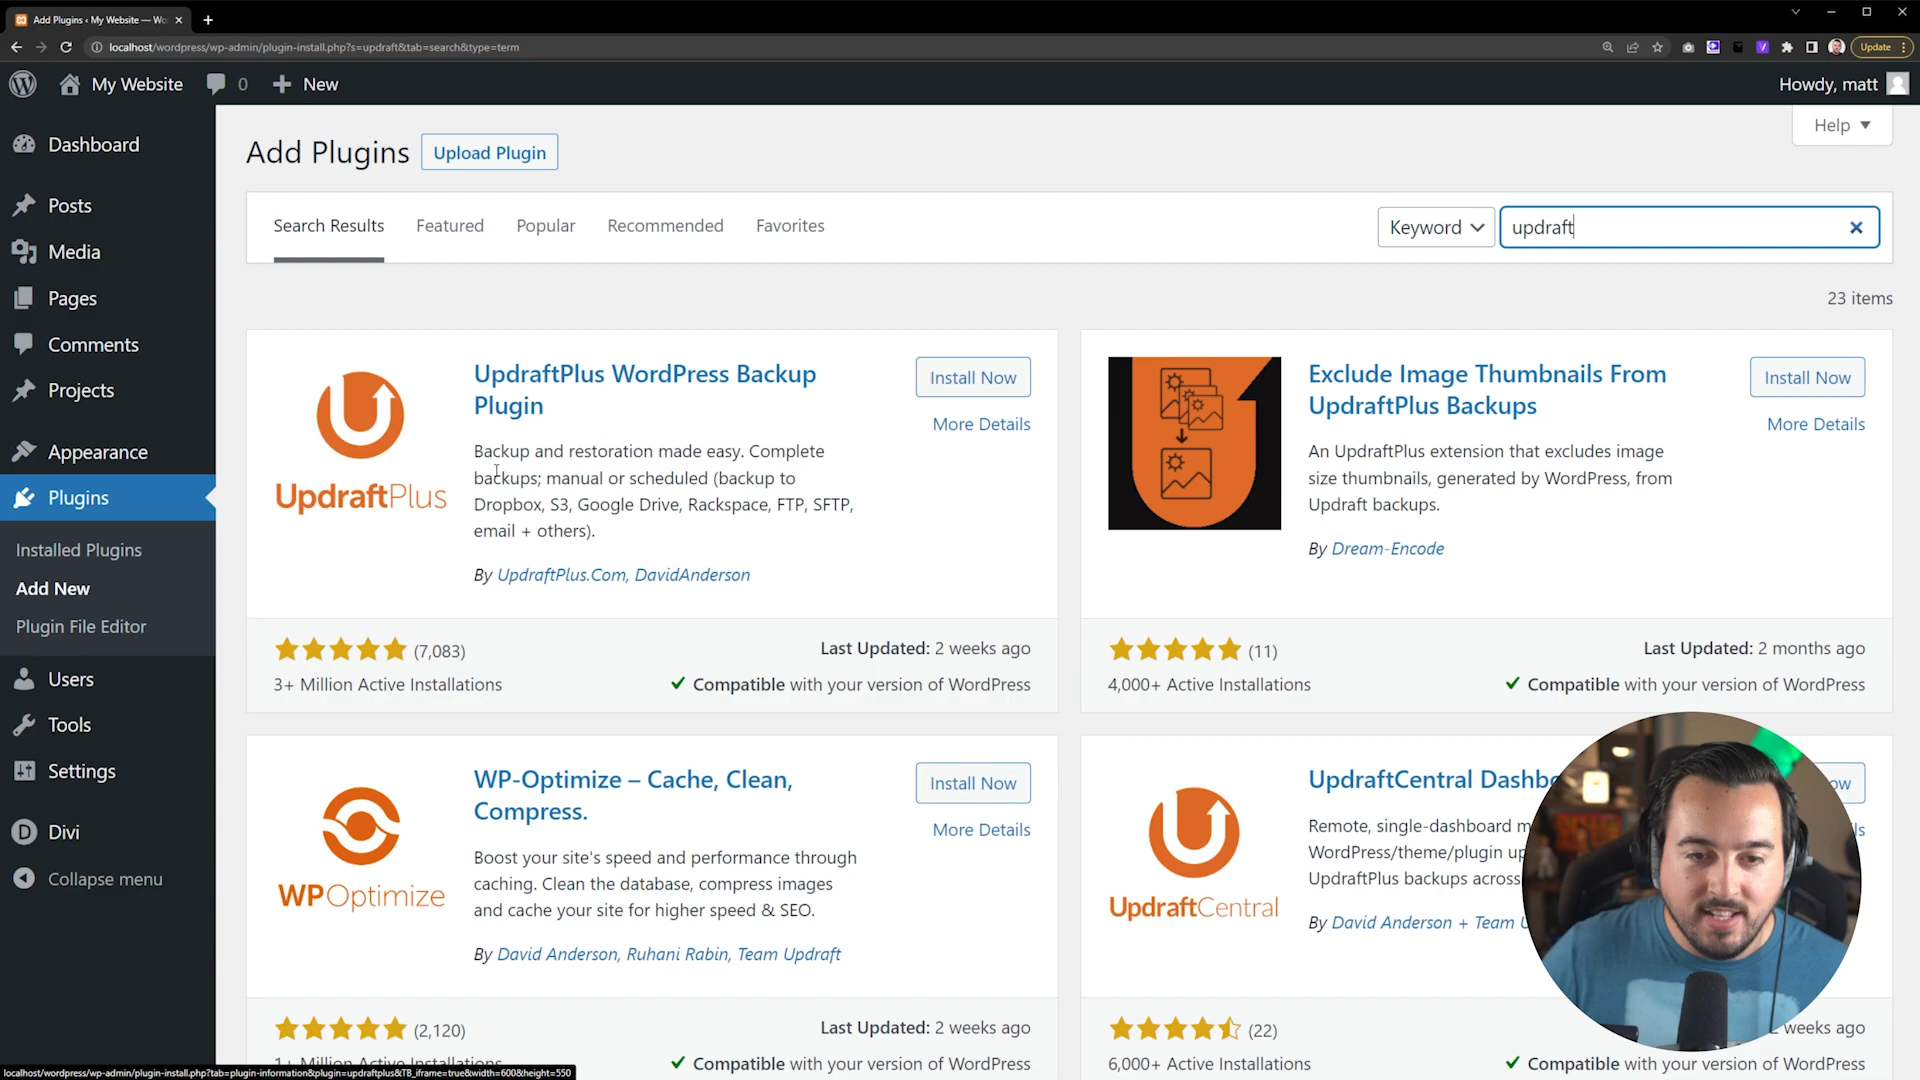 Add Plugins ‹ My Website — Wo
localhost/wordpress/wp-admin/plugin-install.php?s=updraft&tab=search&type=term
Update
My Website
0
New
Howdy, matt
Dashboard
Posts
Media
Pages
Comments
Projects
Appearance
Plugins
Installed Plugins
Add New
Plugin File Editor
Users
Tools
Settings
Divi
Collapse menu
Help
Add Plugins
Upload Plugin
Search Results
Featured
Popular
Recommended
Favorites
Keyword
updraft
23 items
UpdraftPlus
UpdraftPlus WordPress Backup
Plugin
Install Now
More Details
Backup and restoration made easy. Complete
backups; manual or scheduled (backup to
Dropbox, S3, Google Drive, Rackspace, FTP, SFTP,
email + others).
By UpdraftPlus.Com, DavidAnderson
(7,083)
3+ Million Active Installations
Last Updated: 2 weeks ago
Compatible with your version of WordPress
Exclude Image Thumbnails From
UpdraftPlus Backups
Install Now
More Details
An UpdraftPlus extension that excludes image
size thumbnails, generated by WordPress, from
Updraft backups.
By Dream-Encode
(11)
4,000+ Active Installations
Last Updated: 2 months ago
Compatible with your version of WordPress
WPOptimize
WP-Optimize – Cache, Clean,
Compress.
Install Now
More Details
Boost your site's speed and performance through
caching. Clean the database, compress images
and cache your site for higher speed & SEO.
By David Anderson, Ruhani Rabin, Team Updraft
(2,120)
1+ Million Active Installations
Last Updated: 2 weeks ago
Compatible with your version of WordPress
UpdraftCentral
UpdraftCentral Dashbo
Remote, single-dashboard m
WordPress/theme/plugin up
UpdraftPlus backups across
By David Anderson + Team U
(22)
6,000+ Active Installations
weeks ago
Compatible with your version of WordPress
localhost/wordpress/wp-admin/plugin-install.php?tab=plugin-information&plugin=updraftplus&TB_iframe=true&width=600&height=550